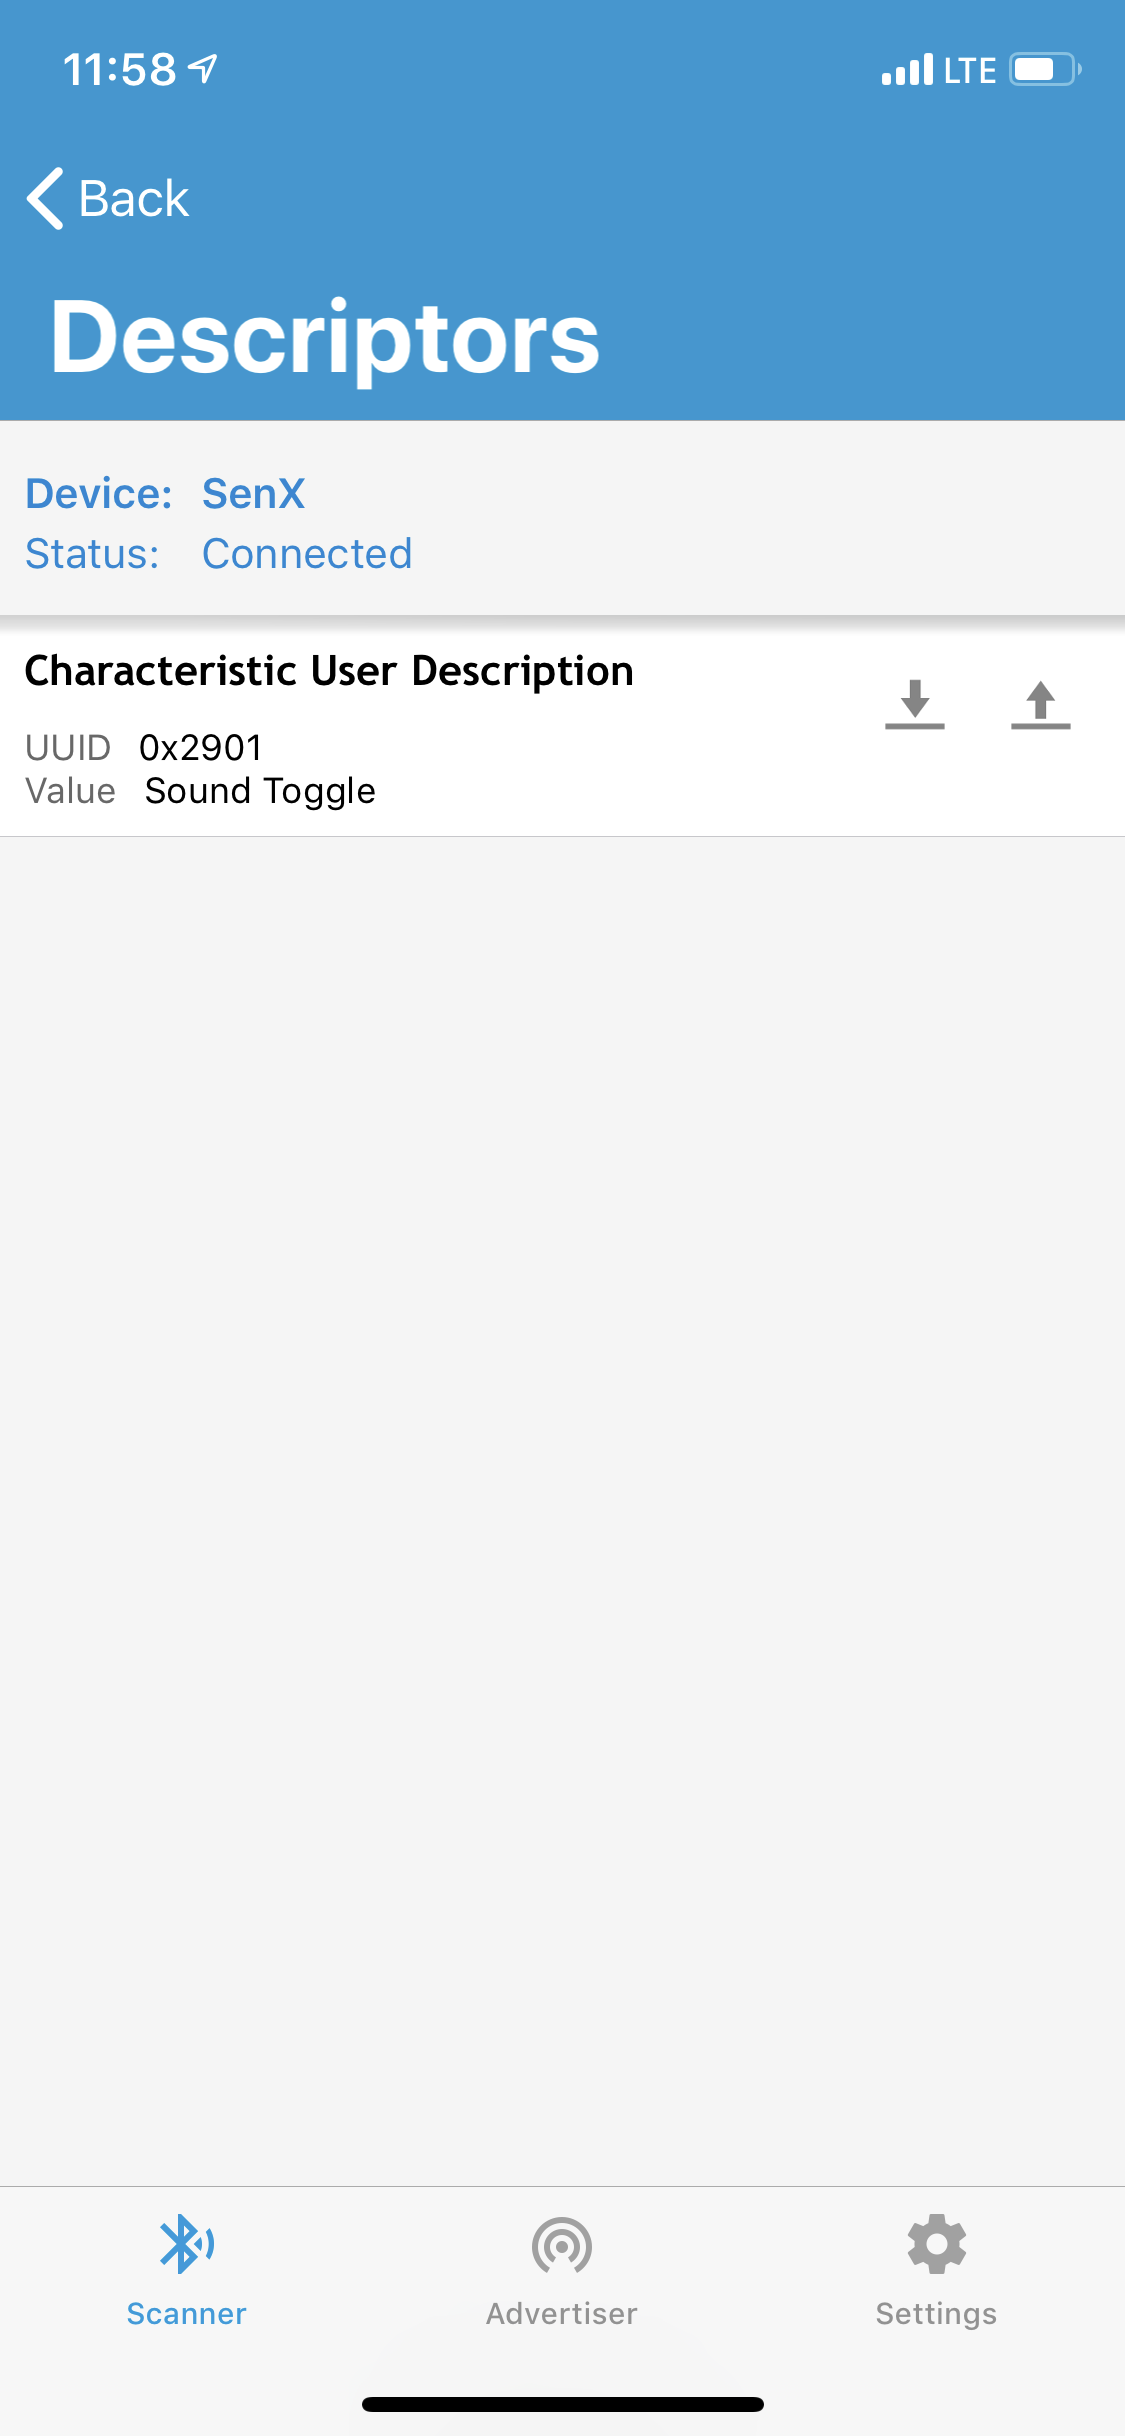 11:58 LTE
Back
Descriptors
Device: SenX
Status: Connected
Characteristic User Description
UUID 0x2901
Value Sound Toggle
Scanner Advertiser Settings